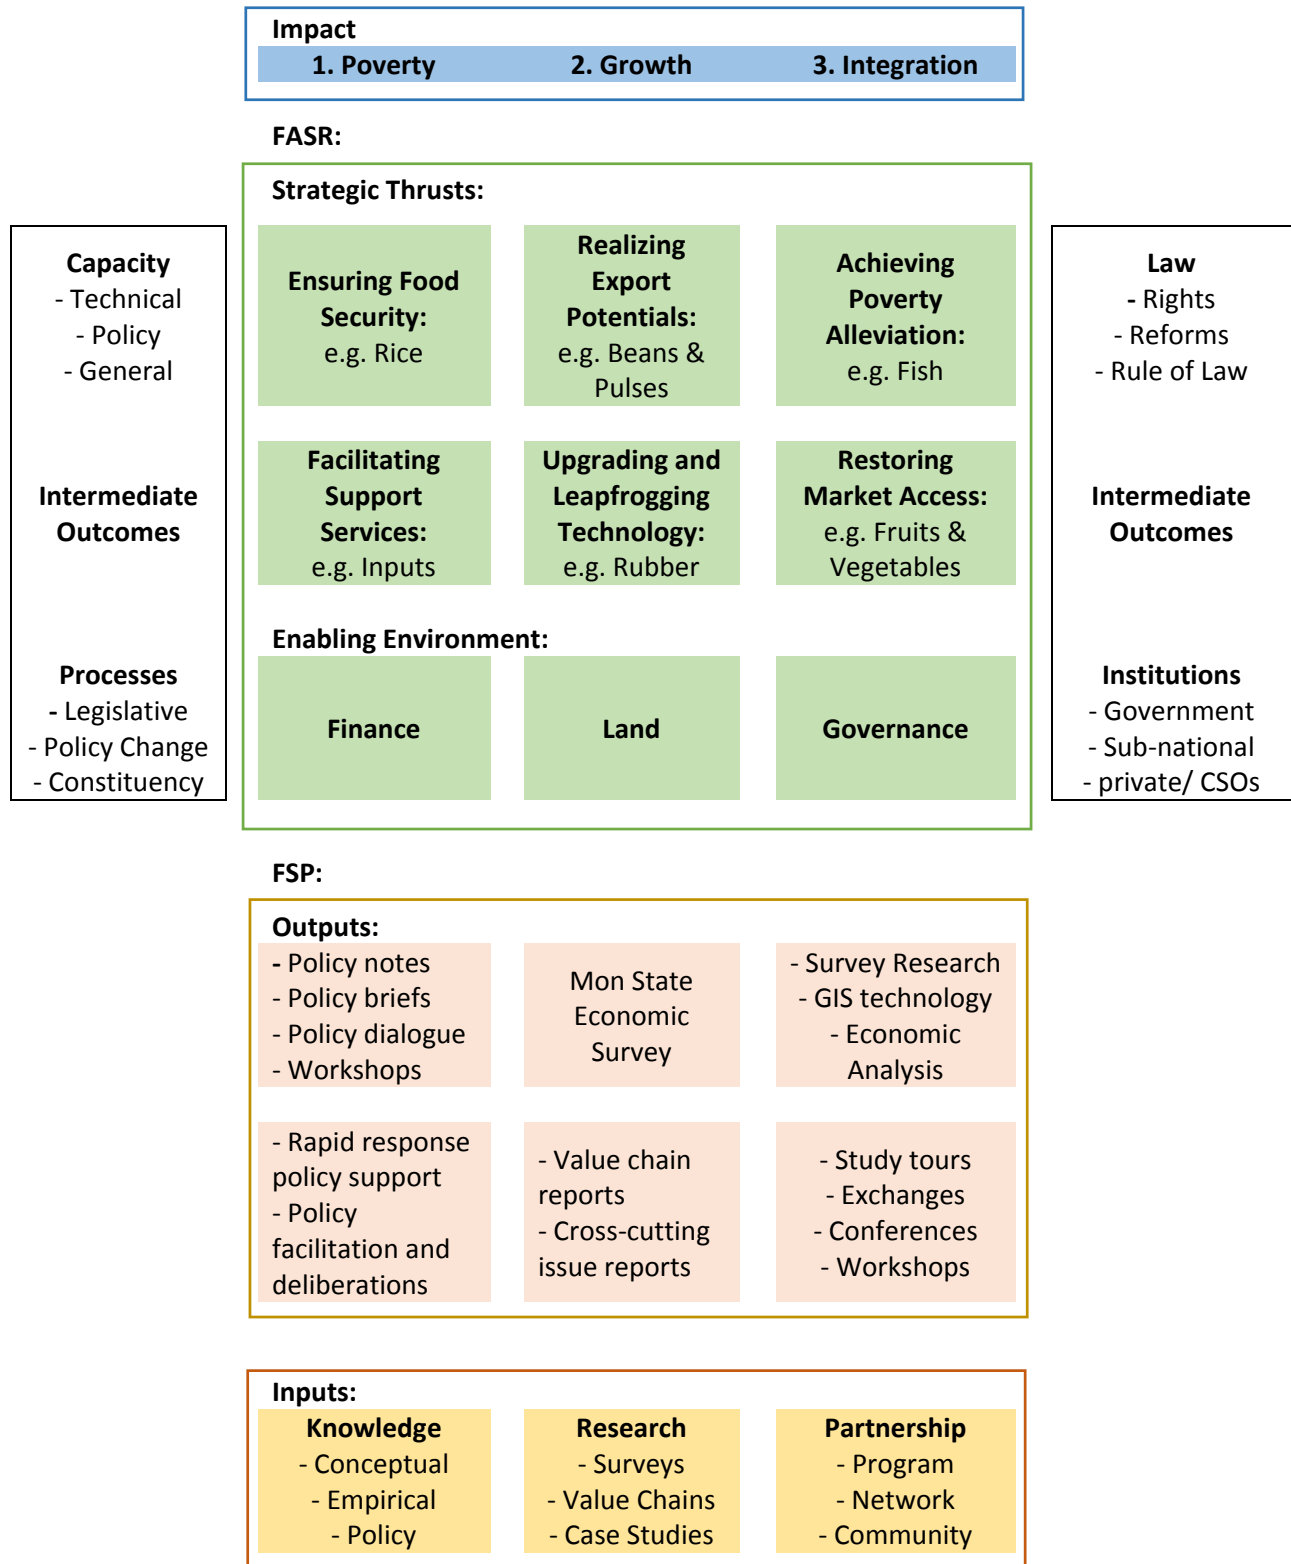 Impact
1. Poverty
2. Growth
3. Integration
FASR:
Strategic Thrusts:
Capacity
- Technical
- Policy
- General
Intermediate
Outcomes
Processes
- Legislative
- Policy Change
- Constituency
Ensuring Food
Security:
e.g. Rice
Realizing
Export
Potentials:
e.g. Beans &
Pulses
Achieving
Poverty
Alleviation:
e.g. Fish
Facilitating
Support
Services:
e.g. Inputs
Upgrading and
Leapfrogging
Technology:
e.g. Rubber
Restoring
Market Access:
e.g. Fruits &
Vegetables
Enabling Environment:
Finance
Land
Governance
Law
- Rights
- Reforms
- Rule of Law
Intermediate
Outcomes
Institutions
- Government
- Sub-national
- private/ CSOs
FSP:
Outputs:
- Policy notes
- Policy briefs
- Policy dialogue
- Workshops
Mon State
Economic
Survey
- Survey Research
- GIS technology
- Economic
Analysis
- Rapid response
policy support
- Policy
facilitation and
deliberations
- Value chain
reports
- Cross-cutting
issue reports
- Study tours
- Exchanges
- Conferences
- Workshops
Inputs:
Knowledge
- Conceptual
- Empirical
- Policy
Research
- Surveys
- Value Chains
- Case Studies
Partnership
- Program
- Network
- Community